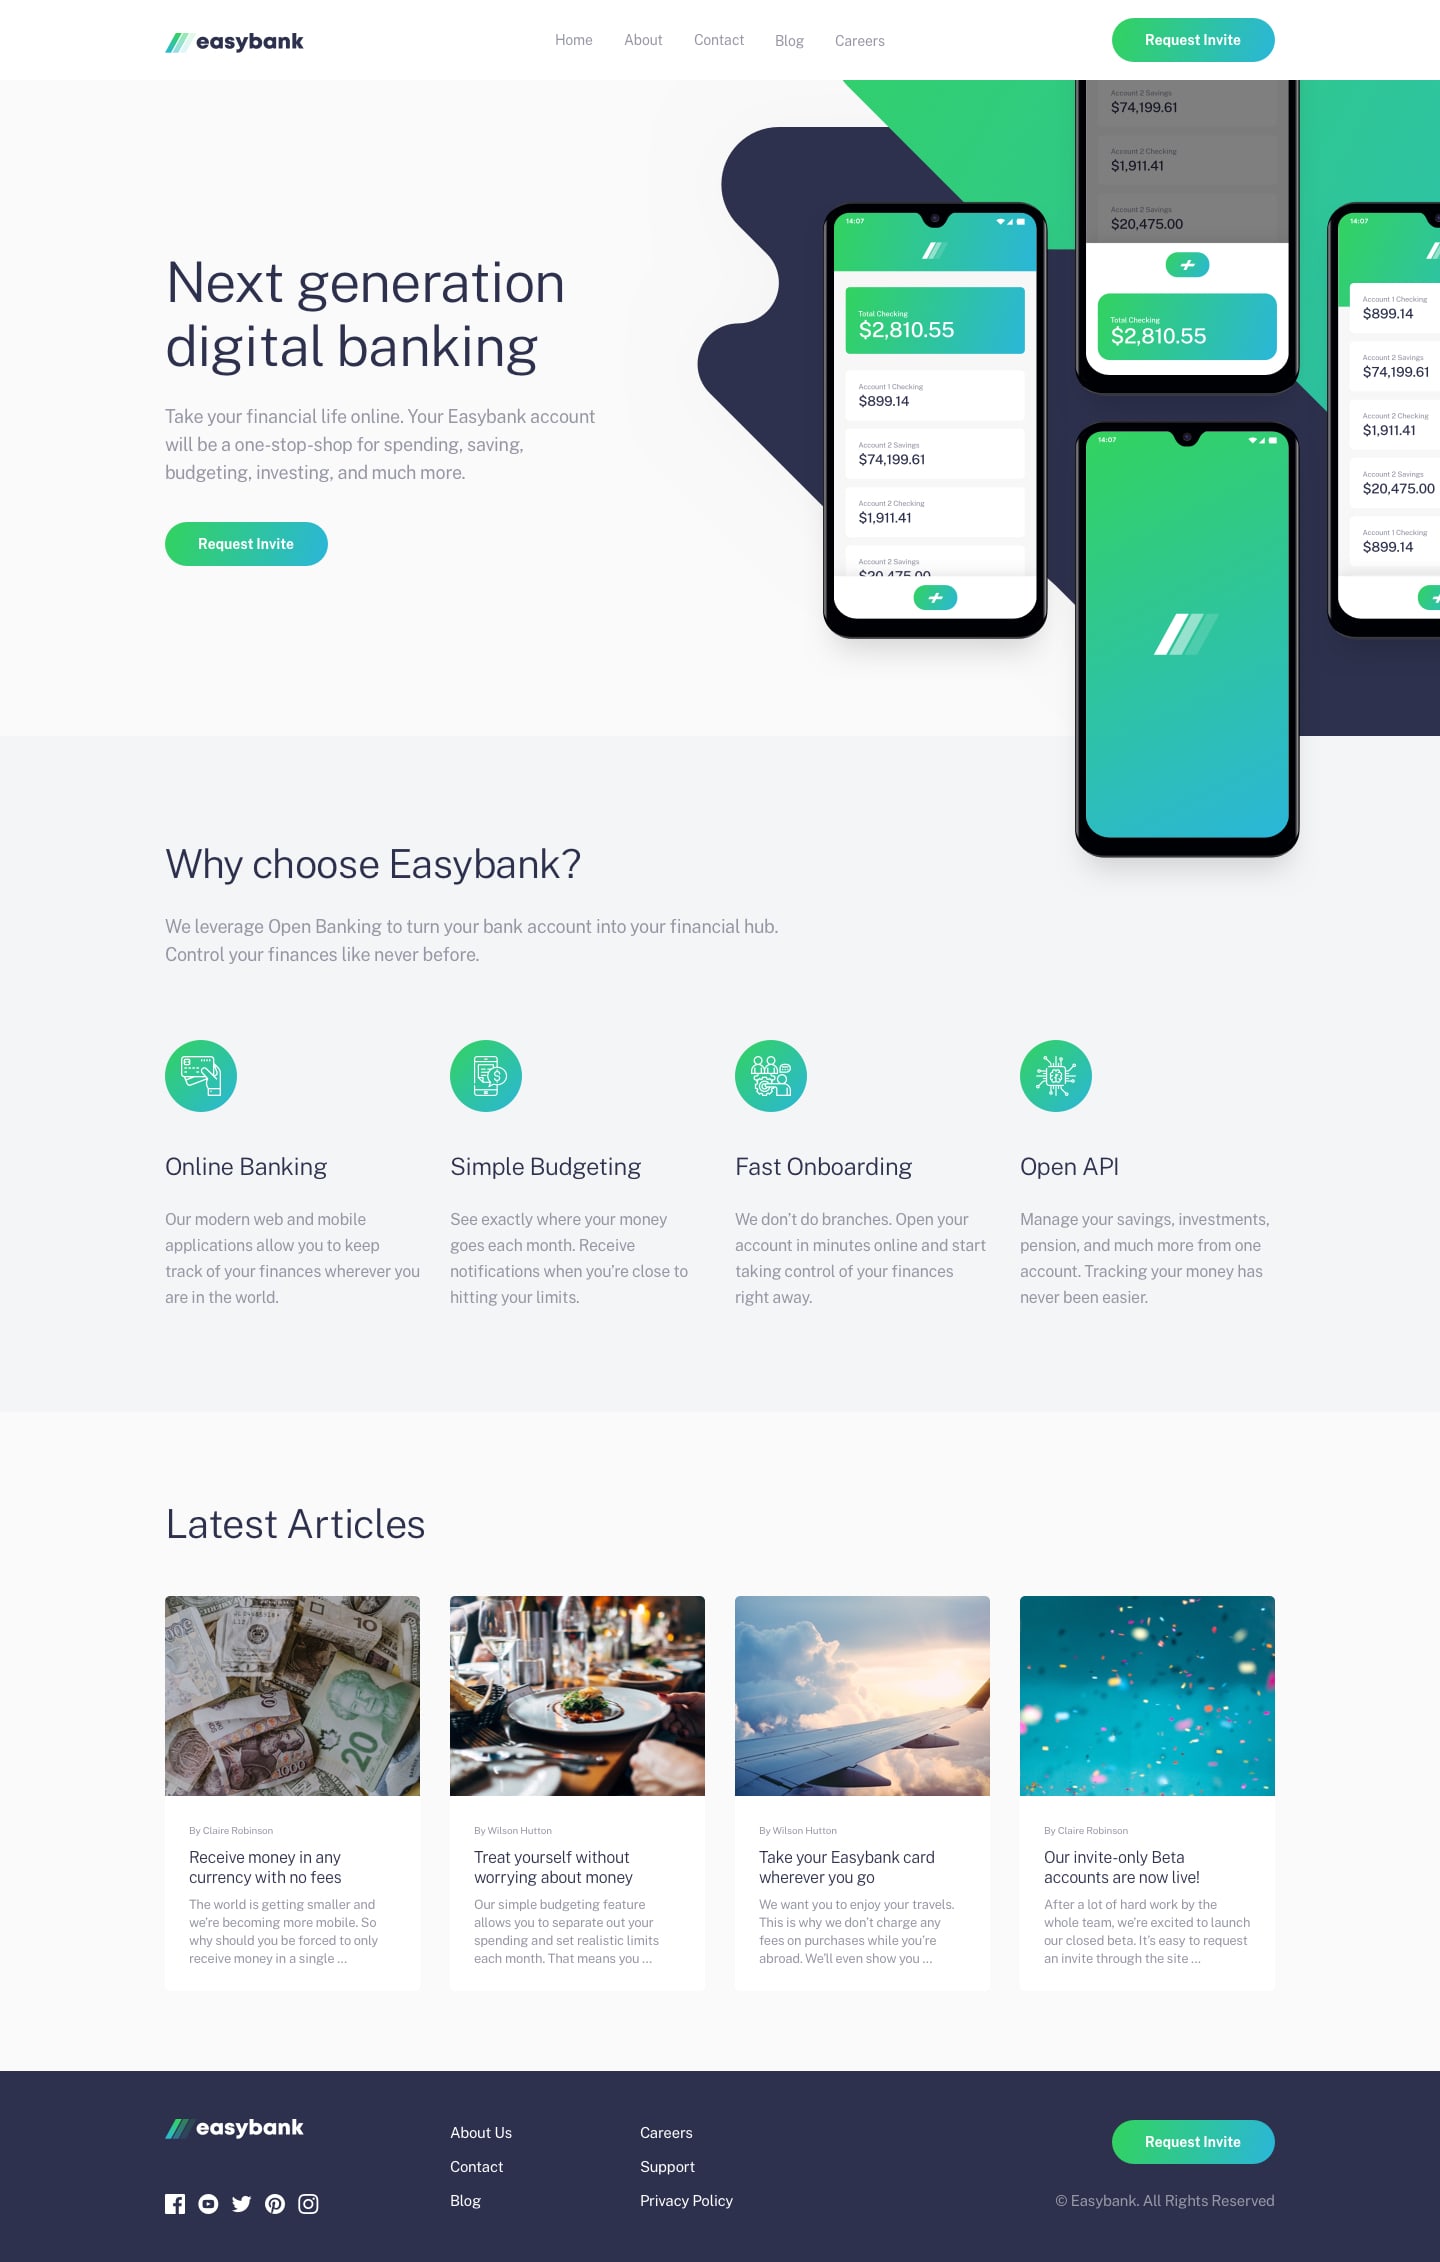 easybank
Home About Contact Blog Careers
Request Invite
Next generation
digital banking
Take your financial life online. Your Easybank account
will be a one-stop-shop for spending, saving,
budgeting, investing, and much more.
Request Invite
14:07
Total Checking
$2,810.55
Account 1 Checking
$899.14
Account 2 Savings
$74,199.61
Account 2 Checking
$1,911.41
Account 2 Savings
$20,475.00
Account 2 Savings
$74,199.61
Account 2 Checking
$1,911.41
Account 2 Savings
$20,475.00
Total Checking
$2,810.55
14:07
14:07
Account 1 Checking
$899.14
Account 2 Savings
$74,199.61
Account 2 Checking
$1,911.41
Account 2 Savings
$20,475.00
Account 1 Checking
$899.14
Why choose Easybank?
We leverage Open Banking to turn your bank account into your financial hub.
Control your finances like never before.
Online Banking
Our modern web and mobile
applications allow you to keep
track of your finances wherever you
are in the world.
Simple Budgeting
See exactly where your money
goes each month. Receive
notifications when you’re close to
hitting your limits.
Fast Onboarding
We don’t do branches. Open your
account in minutes online and start
taking control of your finances
right away.
Open API
Manage your savings, investments,
pension, and much more from one
account. Tracking your money has
never been easier.
Latest Articles
10
20
1000
By Claire Robinson
Receive money in any
currency with no fees
The world is getting smaller and
we’re becoming more mobile. So
why should you be forced to only
receive money in a single …
By Wilson Hutton
Treat yourself without
worrying about money
Our simple budgeting feature
allows you to separate out your
spending and set realistic limits
each month. That means you …
By Wilson Hutton
Take your Easybank card
wherever you go
We want you to enjoy your travels.
This is why we don’t charge any
fees on purchases while you’re
abroad. We’ll even show you …
By Claire Robinson
Our invite-only Beta
accounts are now live!
After a lot of hard work by the
whole team, we’re excited to launch
our closed beta. It’s easy to request
an invite through the site …
easybank
About Us
Contact
Blog
Careers
Support
Privacy Policy
Request Invite
© Easybank. All Rights Reserved